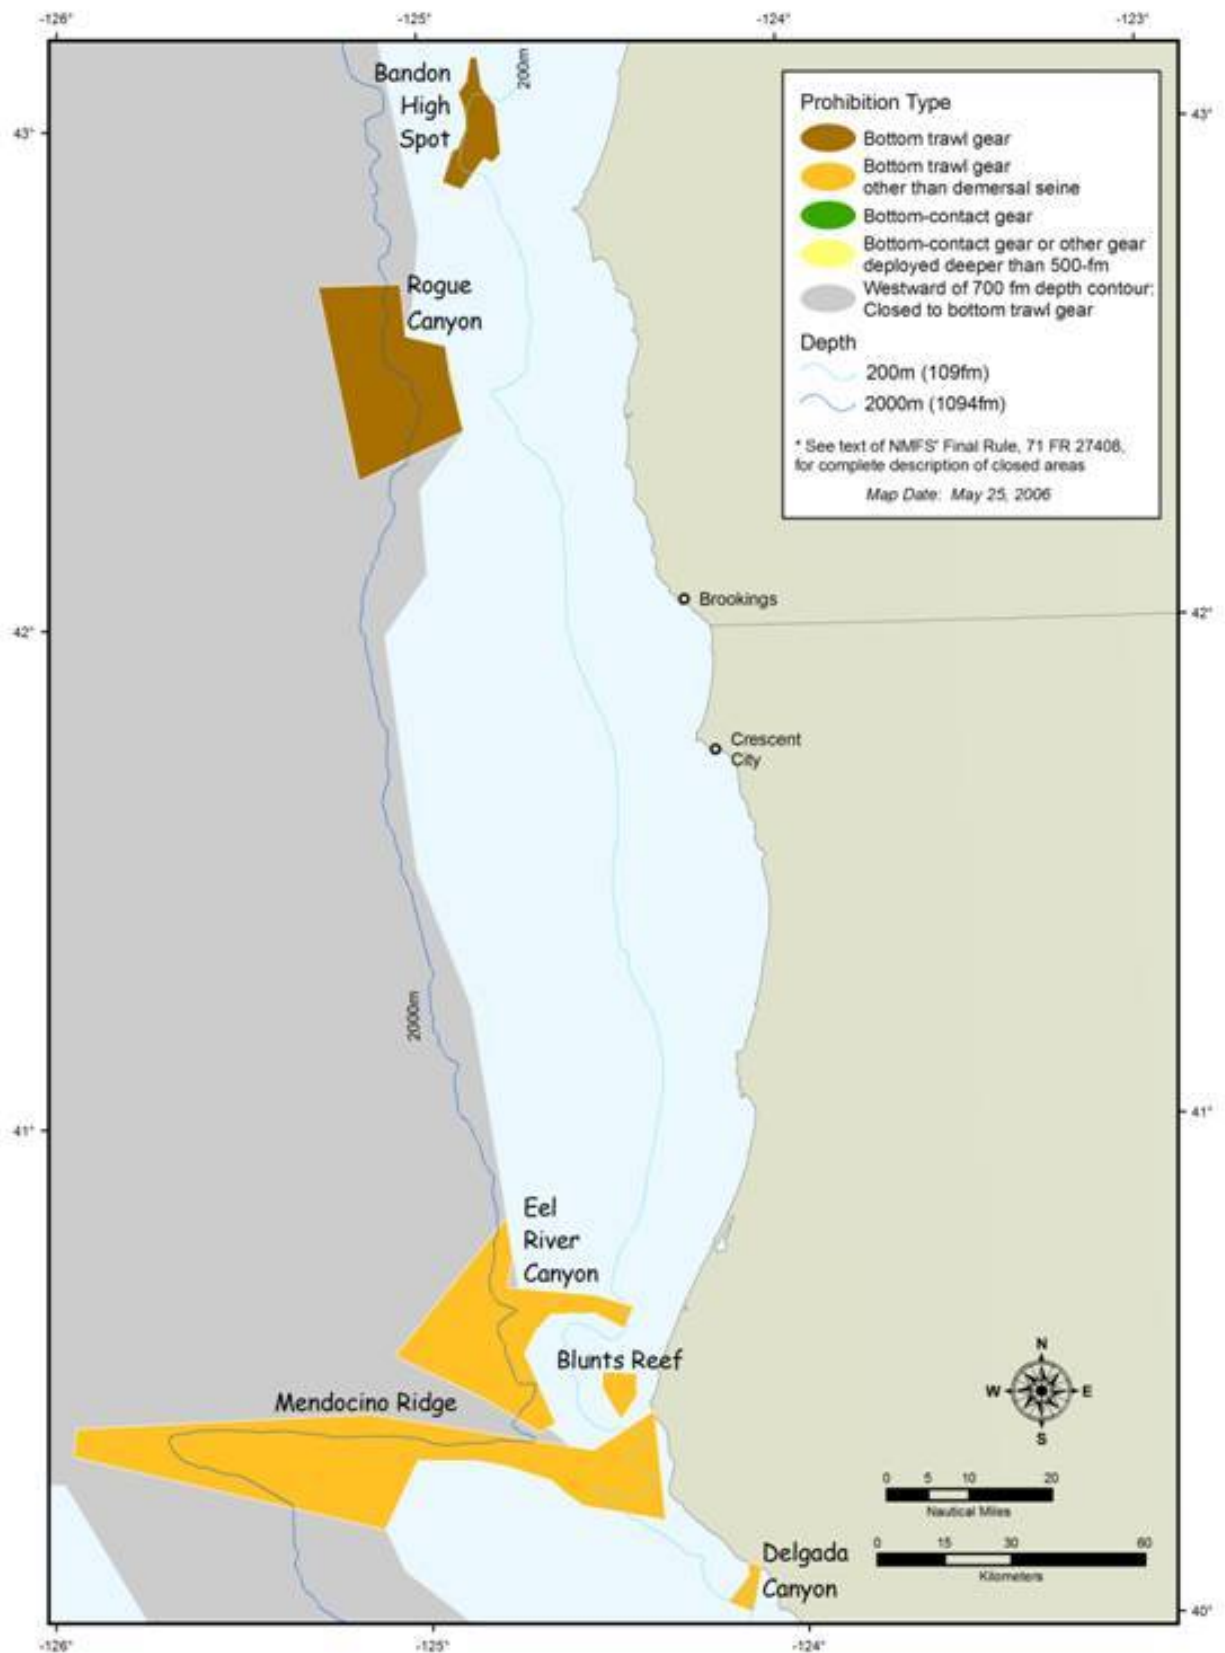 -126°
-125°
-124°
-123°
Bandon
High
Spot
200m
43°
43°
Prohibition Type
Bottom trawl gear
Bottom trawl gear
other than demersal seine
Bottom-contact gear
Bottom-contact gear or other gear
deployed deeper than 500-fm
Westward of 700 fm depth contour:
Closed to bottom trawl gear
Depth
200m (109fm)
2000m (1094fm)
* See text of NMFS' Final Rule, 71 FR 27408,
for complete description of closed areas
Map Date: May 25, 2006
Rogue
Canyon
Brookings
42°
42°
Crescent
City
2000m
41°
41°
Eel
River
Canyon
Blunts Reef
Mendocino Ridge
N
W
E
S
0 5 10 20
Nautical Miles
0 15 30 60
Kilometers
Delgada
Canyon
40°
-126°
-125°
-124°